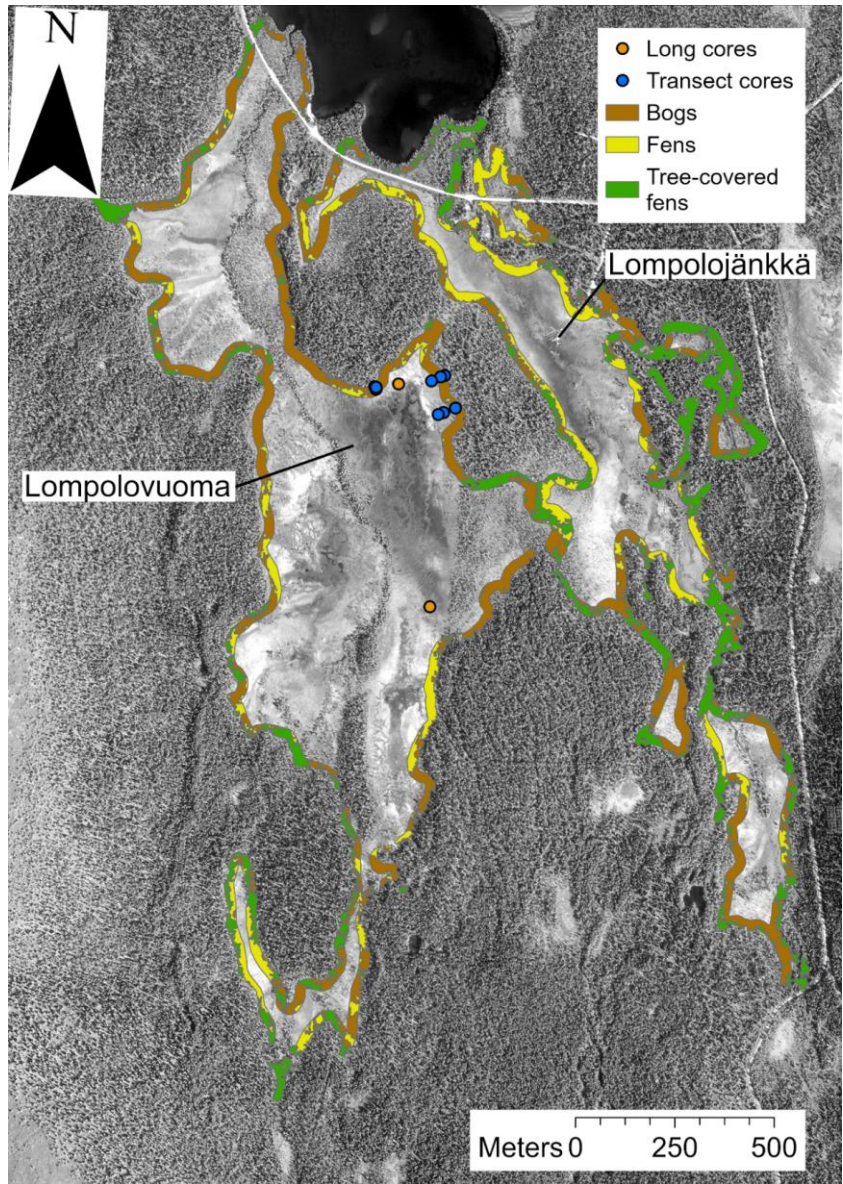 N
Long cores
Transect cores
Bogs
Fens
Tree-covered
fens
Lompolojänkkä
Lompolovuoma
Meters 0 250 500